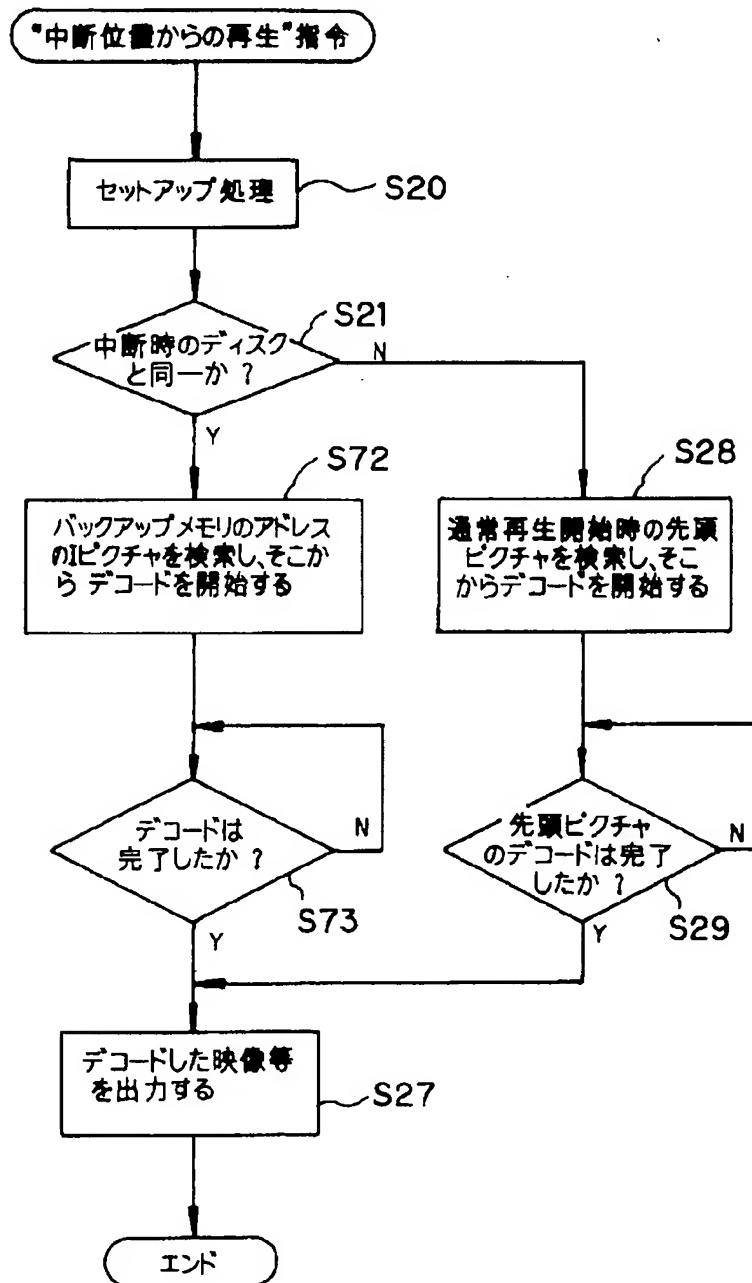 “中断位置からの再生”指令
セットアップ処理
S20
S21
中断時のディスク
と同一か？
N
Y
S72
S28
バックアップメモリのアドレス
のIピクチャを検索し、そこか
らデコードを開始する
通常再生開始時の先頭
ピクチャを検索し、そこ
からデコードを開始する
デコードは
完了したか？
N
S73
Y
先頭ピクチャ
のデコードは完了
したか？
N
S29
Y
デコードした映像等
を出力する
S27
エンド